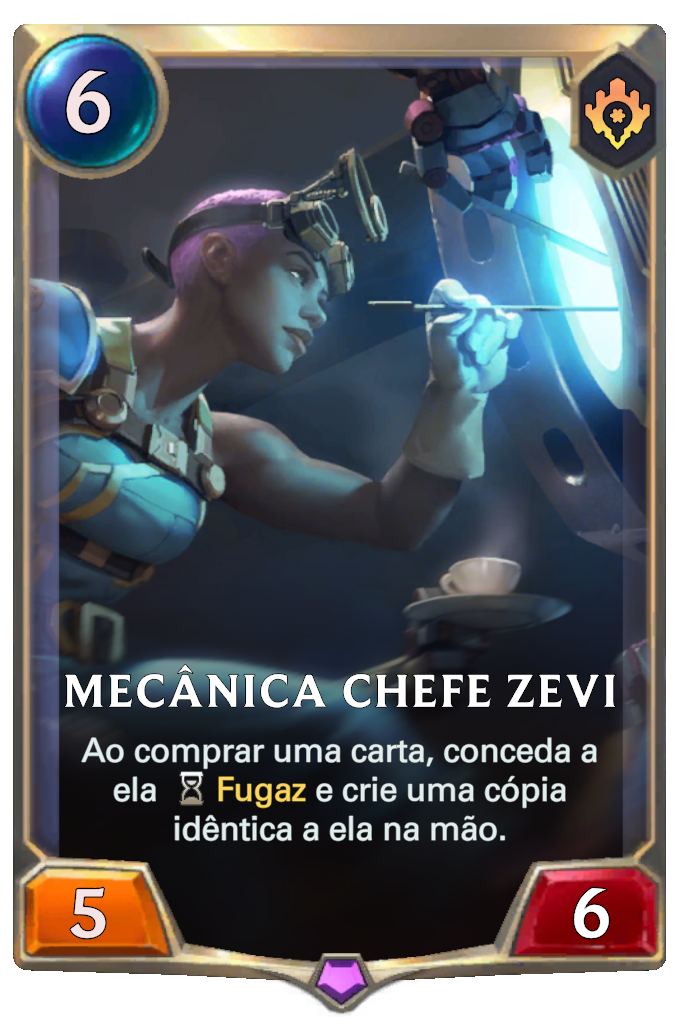 6
MECÂNICA CHEFE ZEVI
Ao comprar uma carta, conceda a
ela Fugaz e crie uma cópia
idêntica a ela na mão.
5
6